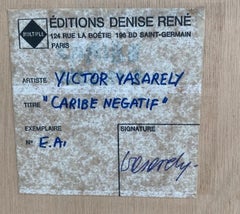 MULTIPLE
ÉDITIONS DENISE RENÉ
124 RUE LA BOÉTIE 196 BD SAINT-GERMAIN
PARIS
ARTISTE VICTOR VASARELY
TITRE "CARIBE NEGATIF"
EXEMPLAIRE
N° E.A.
SIGNATURE
Vasarely.